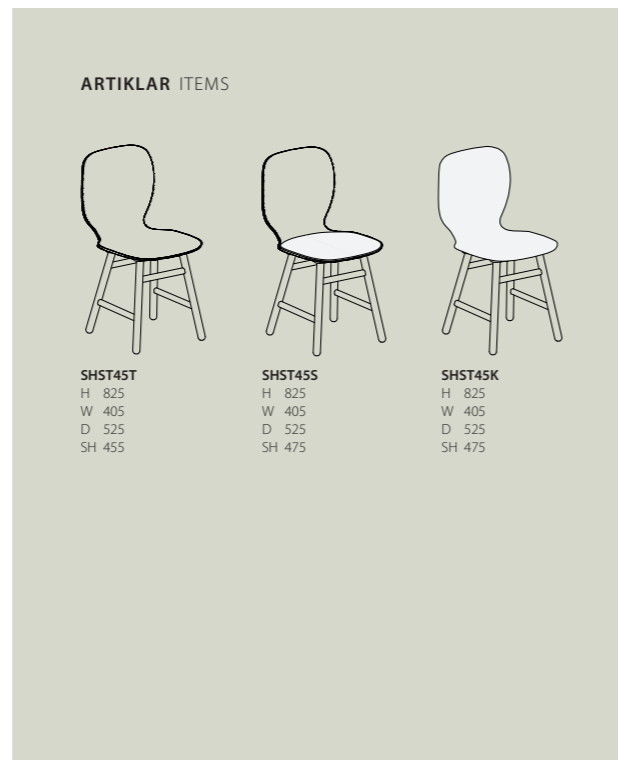 ARTIKLAR ITEMS
SHST45T
H 825
W 405
D 525
SH 455
SHST45S
H 825
W 405
D 525
SH 475
SHST45K
H 825
W 405
D 525
SH 475